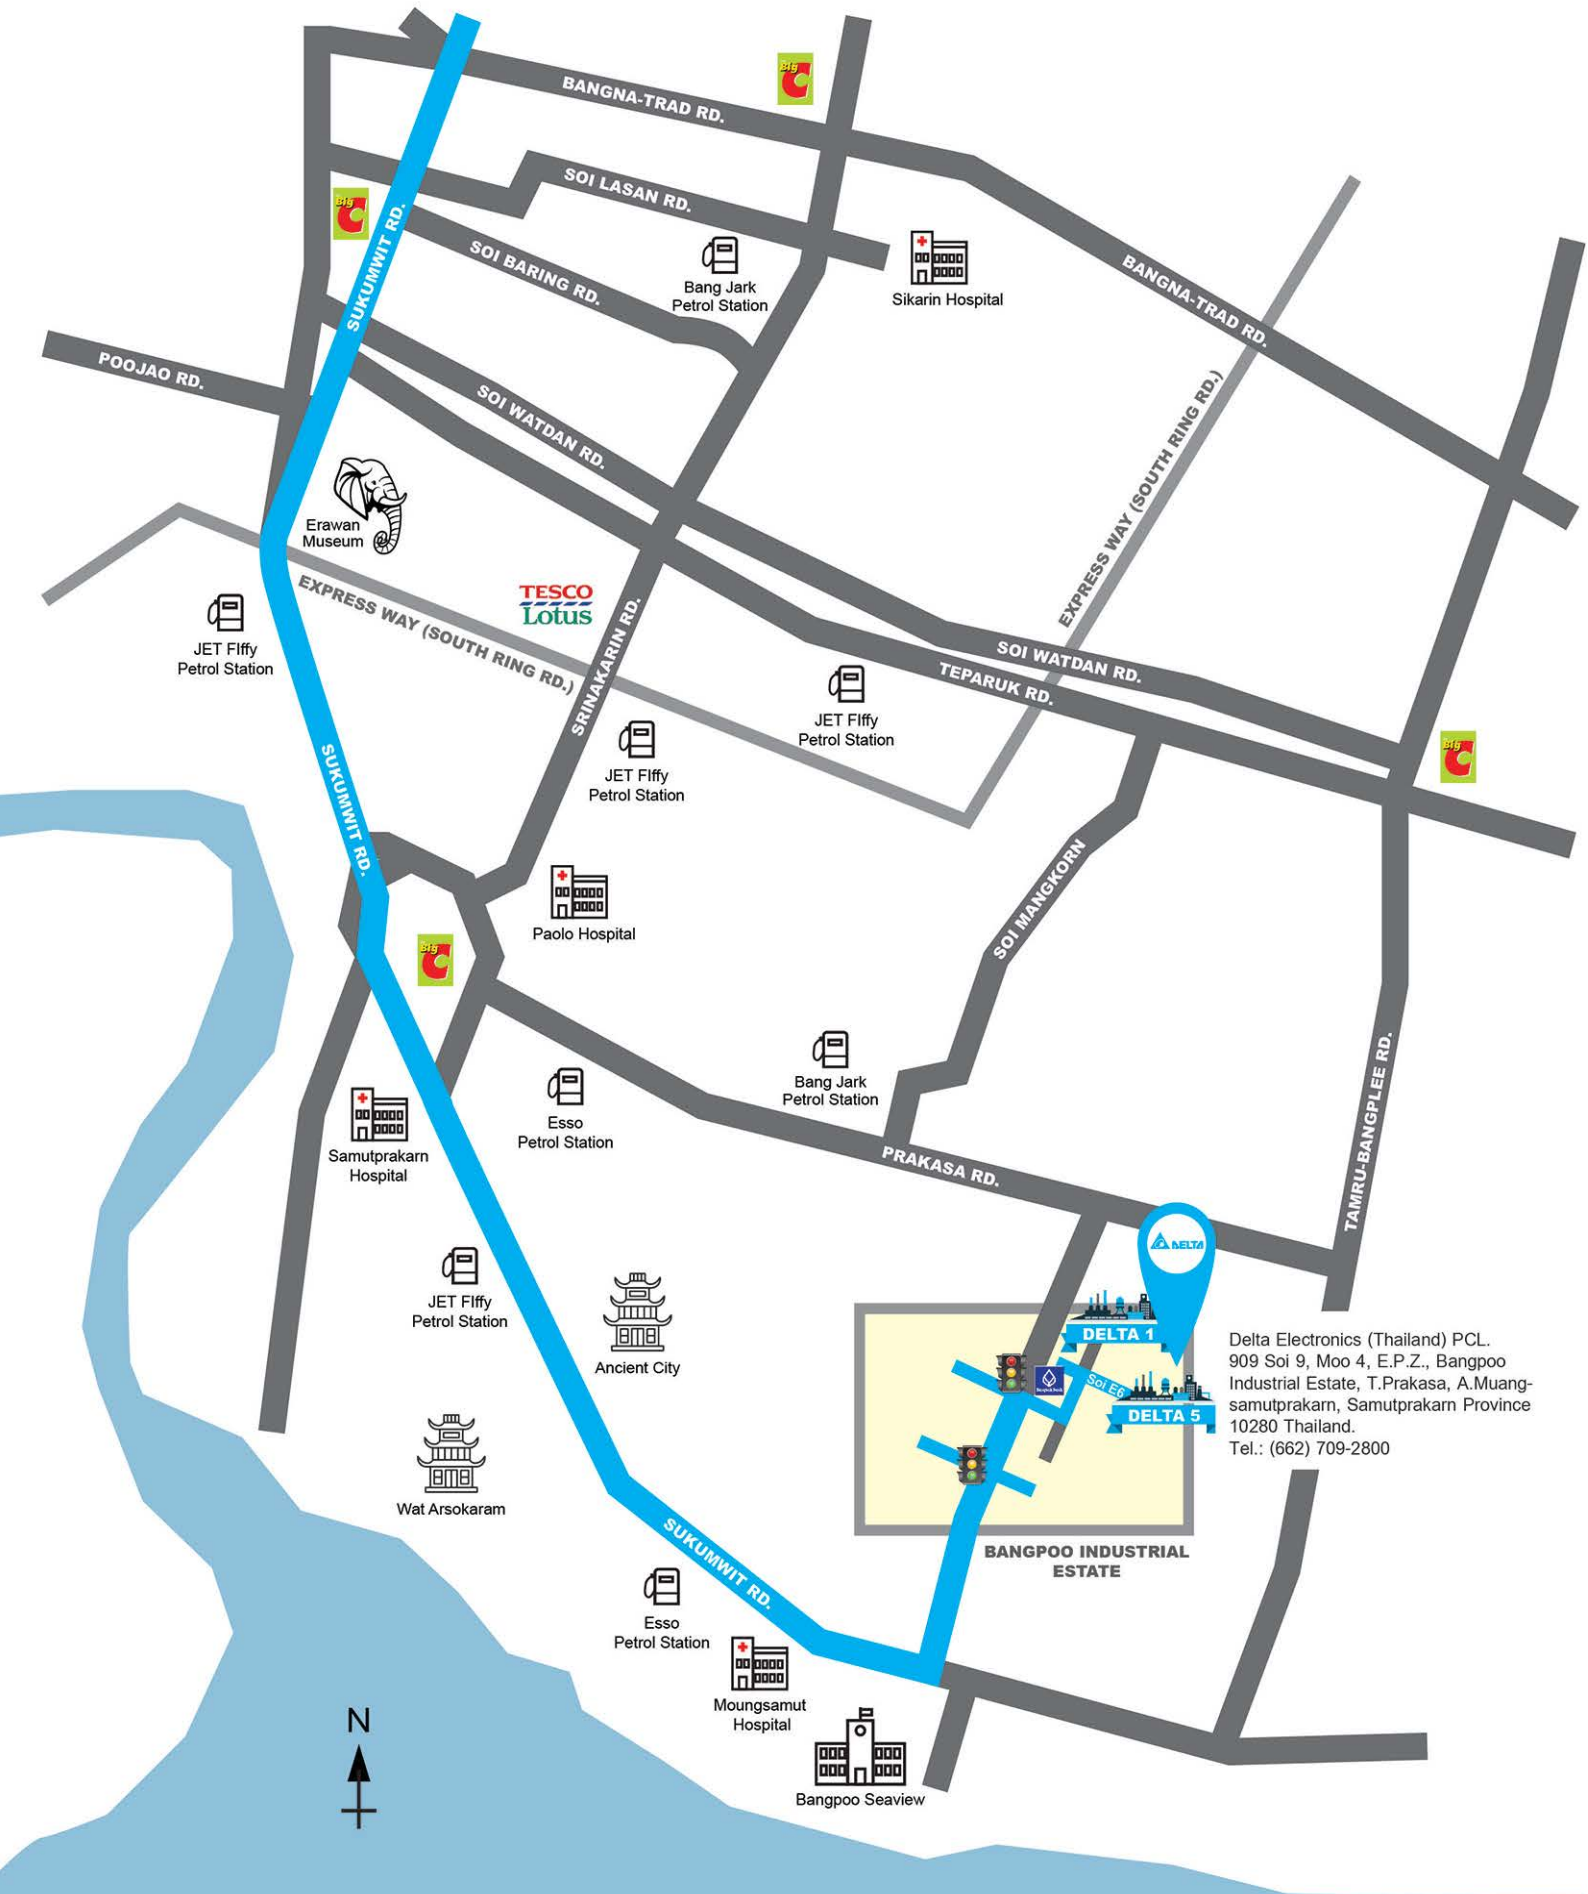 BANGNA-TRAD RD.
Big
C
SOI LASAN RD.
Big
C
SUKUMWIT RD.
SOI BARING RD.
Bang Jark
Petrol Station
Sikarin Hospital
BANGNA-TRAD RD.
POOJAO RD.
SOI WATDAN RD.
EXPRESS WAY (SOUTH RING RD.)
Erawan
Museum
EXPRESS WAY (SOUTH RING RD.)
TESCO
Lotus
SRINAKARIN RD.
JET FIffy
Petrol Station
SOI WATDAN RD.
TEPARUK RD.
JET FIffy
Petrol Station
JET FIffy
Petrol Station
Big
C
SUKUMWIT RD.
SOI MANGKORN
Paolo Hospital
Big
C
Bang Jark
Petrol Station
Esso
Petrol Station
Samutprakarn
Hospital
PRAKASA RD.
TAMRU-BANGPLEE RD.
DELTA
JET FIffy
Petrol Station
Ancient City
DELTA 1
Soi E6
DELTA 5
Delta Electronics (Thailand) PCL.
909 Soi 9, Moo 4, E.P.Z., Bangpoo
Industrial Estate, T.Prakasa, A.Muang-
samutprakarn, Samutprakarn Province
10280 Thailand.
Tel.: (662) 709-2800
Wat Arsokaram
BANGPOO INDUSTRIAL
ESTATE
SUKUMWIT RD.
Esso
Petrol Station
Moungsamut
Hospital
Bangpoo Seaview
N